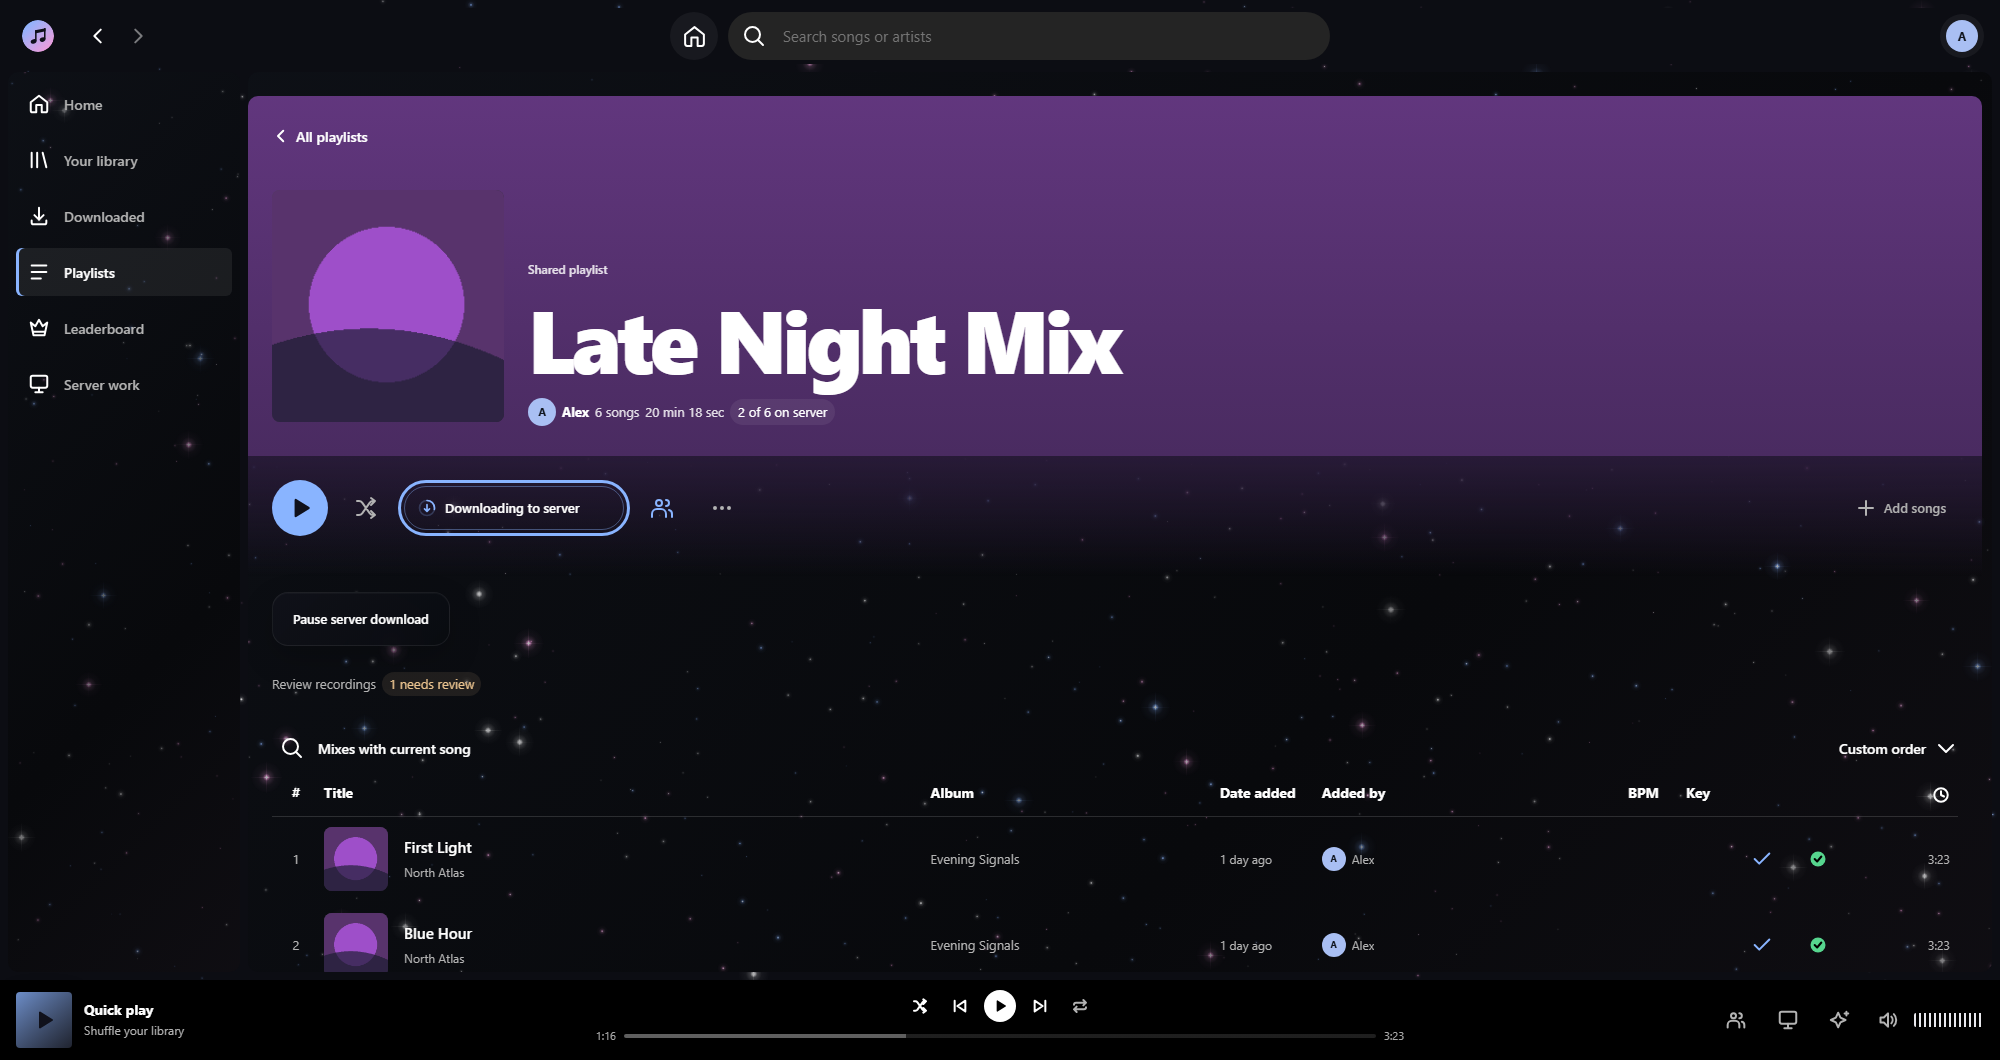 Search songs or artists
A
Home
Your library
Downloaded
Playlists
Leaderboard
Server work
All playlists
Shared playlist
Late Night Mix
A Alex 6 songs 20 min 18 sec 2 of 6 on server
Downloading to server
Add songs
Pause server download
Review recordings 1 needs review
Mixes with current song
Custom order
# Title Album Date added Added by BPM Key
1 First Light Evening Signals 1 day ago A Alex 3:23
North Atlas
2 Blue Hour Evening Signals 1 day ago A Alex 3:23
North Atlas
Quick play
Shuffle your library
1:16 3:23